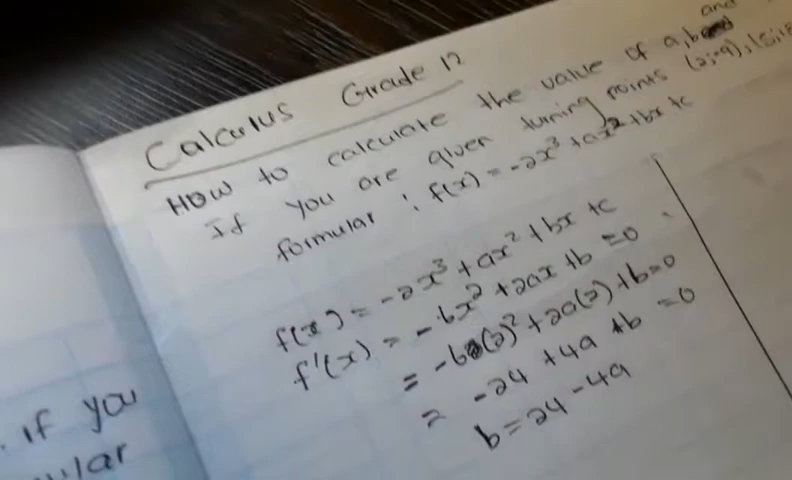 Calculus Grade 12
How to calculate the value of a, b and
If you are given turning points (2;-9), (5;18
formular : f(x) = -2x³ + ax² + bx + c
f(x) = -2x³ + ax² + bx + c
f'(x) = -6x² + 2ax + b = 0
= -6(2)² + 2a(2) + b = 0
= -24 + 4a + b = 0
b = 24 - 4a
. if you
ular